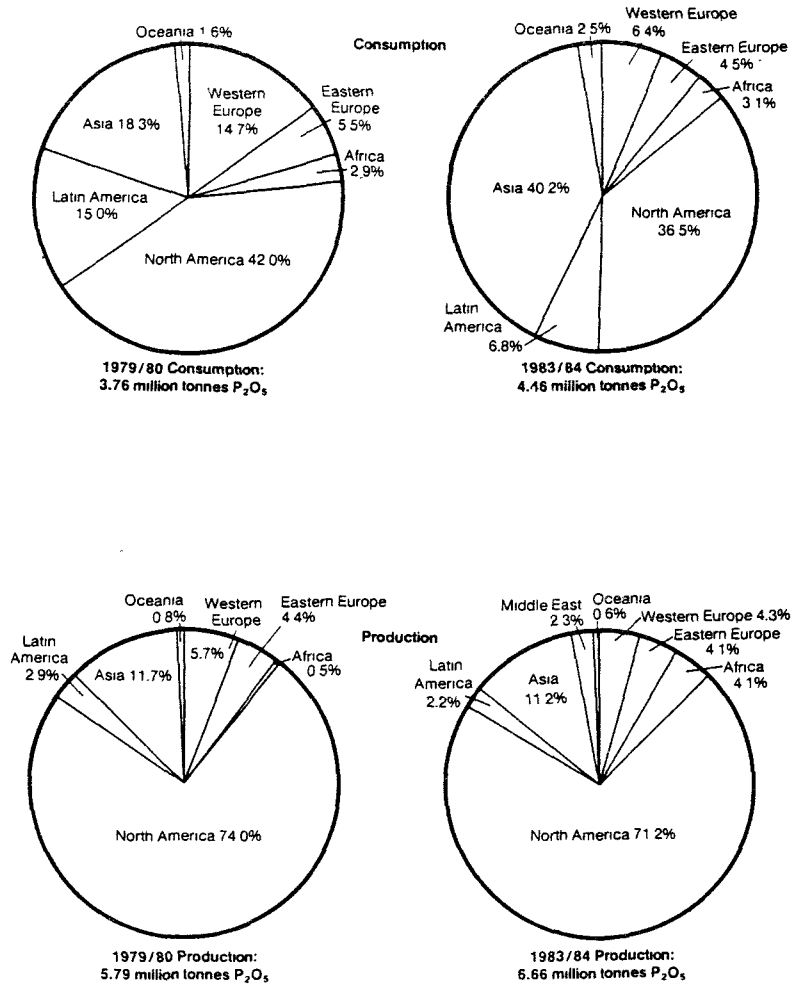 Consumption
Oceania 1 6%
Western
Europe
14 7%
Eastern
Europe
5 5%
Africa
2.9%
North America 42 0%
Latin America
15 0%
Asia 18 3%
1979/80 Consumption:
3.76 million tonnes P₂O₅
Oceania 2 5%
Western Europe
6 4%
Eastern Europe
4 5%
Africa
3 1%
North America
36 5%
Latin
America
6.8%
Asia 40 2%
1983/84 Consumption:
4.46 million tonnes P₂O₅
Production
Oceania
0 8%
Western
Europe
5.7%
Eastern Europe
4 4%
Africa
0 5%
North America 74 0%
Latin
America
2 9%
Asia 11.7%
1979/80 Production:
5.79 million tonnes P₂O₅
Middle East
2 3%
Oceania
0 6%
Western Europe 4.3%
Eastern Europe
4 1%
Africa
4 1%
North America 71 2%
Latin
America
2.2%
Asia
11 2%
1983/84 Production:
6.66 million tonnes P₂O₅